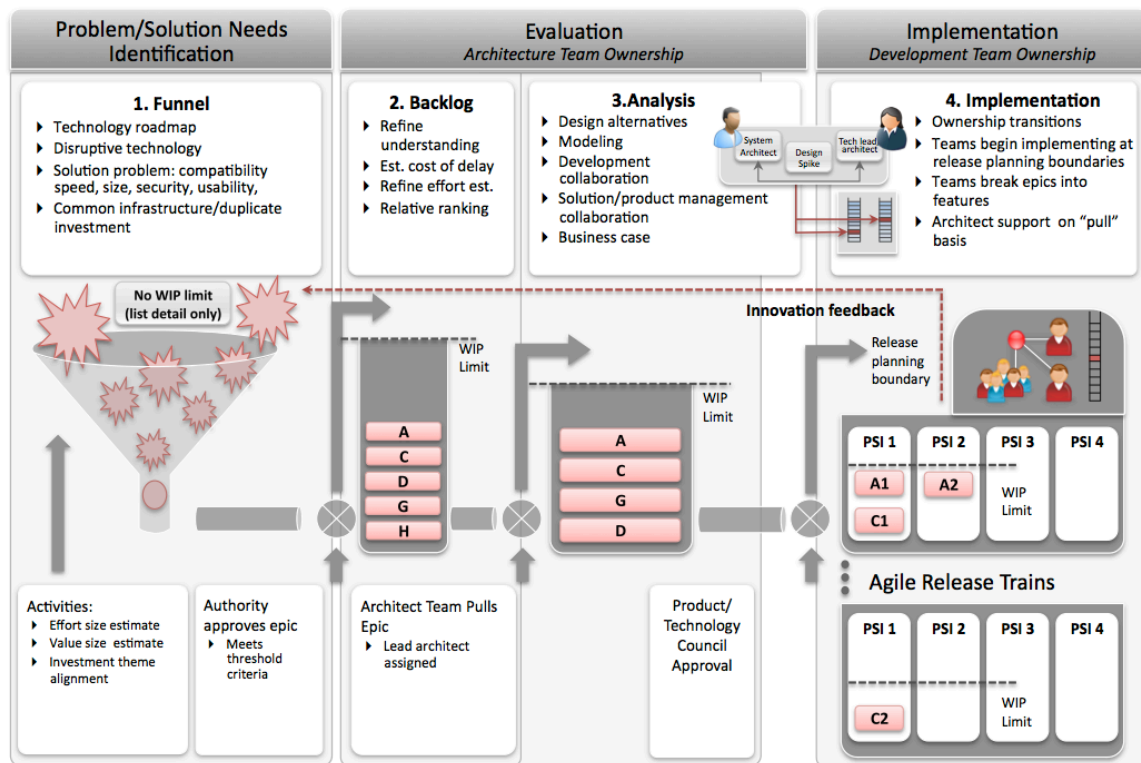 Problem/Solution Needs
Identification
Evaluation
Architecture Team Ownership
Implementation
Development Team Ownership
1. Funnel
Technology roadmap
Disruptive technology
Solution problem: compatibility
speed, size, security, usability,
Common infrastructure/duplicate
investment
2. Backlog
Refine
understanding
Est. cost of delay
Refine effort est.
Relative ranking
3.Analysis
Design alternatives
Modeling
Development
collaboration
Solution/product management
collaboration
Business case
System
Architect
Design
Spike
Tech lead
architect
4. Implementation
Ownership transitions
Teams begin implementing at
release planning boundaries
Teams break epics into
features
Architect support on “pull”
basis
No WIP limit
(list detail only)
WIP
Limit
A
C
D
G
H
WIP
Limit
A
C
G
D
Innovation feedback
Release
planning
boundary
PSI 1
PSI 2
PSI 3
PSI 4
A1
A2
C1
WIP
Limit
Agile Release Trains
PSI 1
PSI 2
PSI 3
PSI 4
C2
WIP
Limit
Activities:
Effort size estimate
Value size estimate
Investment theme
alignment
Authority
approves epic
Meets
threshold
criteria
Architect Team Pulls
Epic
Lead architect
assigned
Product/
Technology
Council
Approval